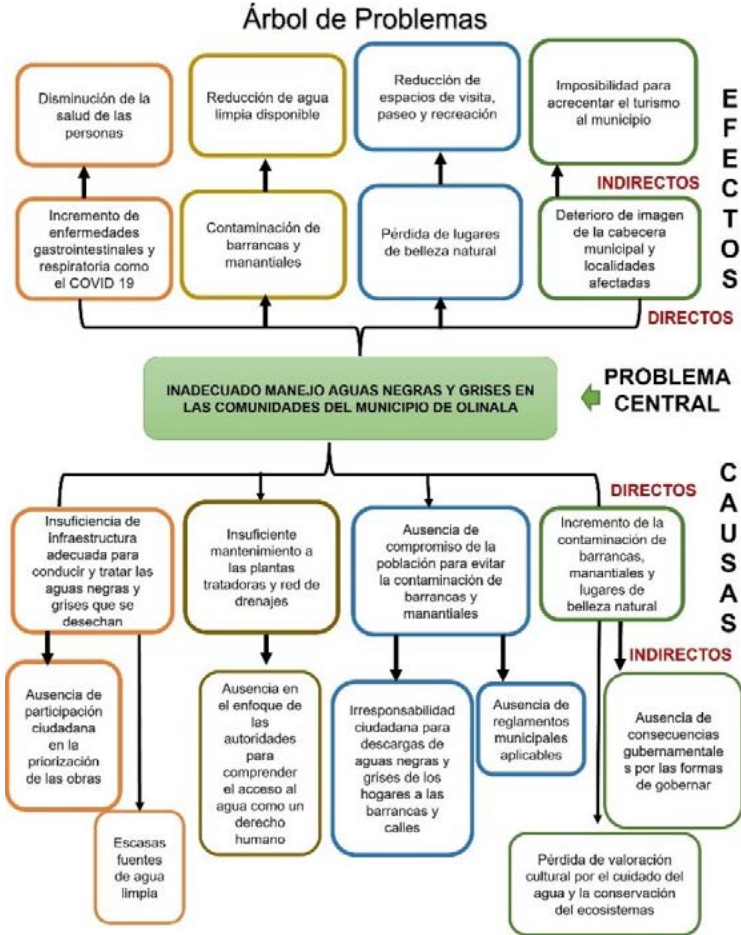 Árbol de Problemas
Disminución de la
salud de las
personas
Reducción de agua
limpia disponible
Reducción de
espacios de visita,
paseo y recreación
Imposibilidad para
acrecentar el turismo
al municipio
EFECTOS
INDIRECTOS
Incremento de
enfermedades
gastrointestinales y
respiratoria como
el COVID 19
Contaminación de
barrancas y
manantiales
Pérdida de lugares
de belleza natural
Deterioro de imagen
de la cabecera
municipal y
localidades
afectadas
DIRECTOS
INADECUADO MANEJO AGUAS NEGRAS Y GRISES EN
LAS COMUNIDADES DEL MUNICIPIO DE OLINALA
PROBLEMA
CENTRAL
CAUSAS
DIRECTOS
Insuficiencia de
infraestructura
adecuada para
conducir y tratar las
aguas negras y
grises que se
desechan
Insuficiente
mantenimiento a
las plantas
tratadoras y red de
drenajes
Ausencia de
compromiso de la
población para evitar
la contaminación de
barrancas y
manantiales
Incremento de la
contaminación de
barrancas,
manantiales y
lugares de
belleza natural
INDIRECTOS
Ausencia de
participación
ciudadana
en la
priorización
de las obras
Escasas
fuentes
de agua
limpia
Ausencia en
el enfoque de
las
autoridades
para
comprender
el acceso al
agua como un
derecho
humano
Irresponsabilidad
ciudadana para
descargas de
aguas negras y
grises de los
hogares a las
barrancas y
calles
Ausencia de
reglamentos
municipales
aplicables
Ausencia de
consecuencias
gubernamentale
s por las formas
de gobernar
Pérdida de valoración
cultural por el cuidado del
agua y la conservación
del ecosistemas